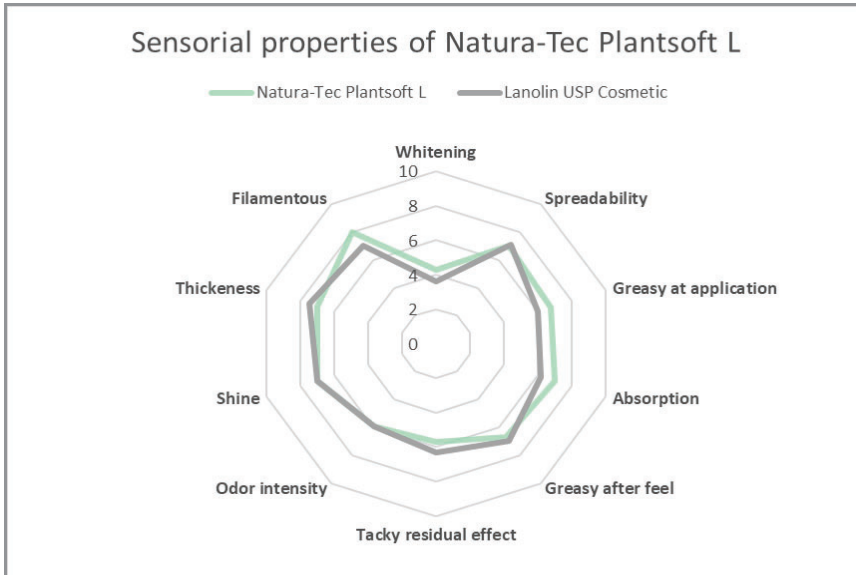 Sensorial properties of Natura-Tec Plantsoft L
Natura-Tec Plantsoft L
Lanolin USP Cosmetic
Whitening
10
Filamentous
Spreadability
8
6
Thickeness
4
Greasy at application
2
0
Shine
Absorption
Odor intensity
Greasy after feel
Tacky residual effect